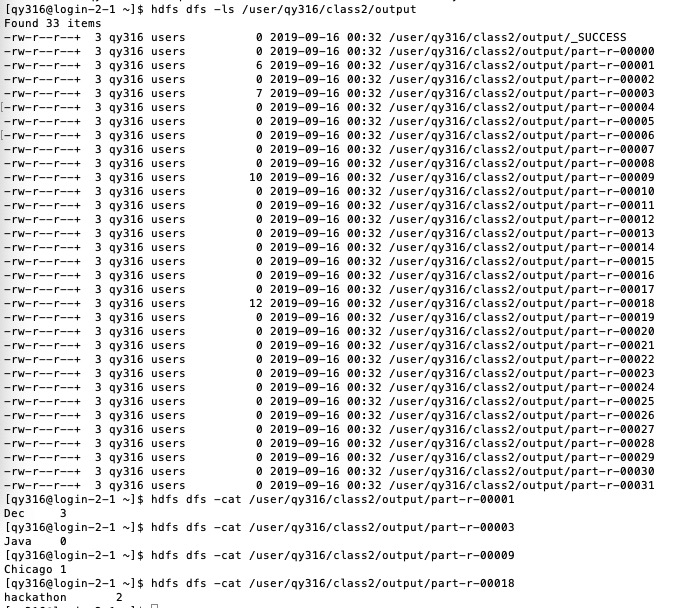 [qy316@login-2-1 ~]$ hdfs dfs -ls /user/qy316/class2/output
Found 33 items
-rw-r--r--+  3 qy316 users          0 2019-09-16 00:32 /user/qy316/class2/output/_SUCCESS
-rw-r--r--+  3 qy316 users          0 2019-09-16 00:32 /user/qy316/class2/output/part-r-00000
-rw-r--r--+  3 qy316 users          6 2019-09-16 00:32 /user/qy316/class2/output/part-r-00001
-rw-r--r--+  3 qy316 users          0 2019-09-16 00:32 /user/qy316/class2/output/part-r-00002
-rw-r--r--+  3 qy316 users          7 2019-09-16 00:32 /user/qy316/class2/output/part-r-00003
-rw-r--r--+  3 qy316 users          0 2019-09-16 00:32 /user/qy316/class2/output/part-r-00004
-rw-r--r--+  3 qy316 users          0 2019-09-16 00:32 /user/qy316/class2/output/part-r-00005
-rw-r--r--+  3 qy316 users          0 2019-09-16 00:32 /user/qy316/class2/output/part-r-00006
-rw-r--r--+  3 qy316 users          0 2019-09-16 00:32 /user/qy316/class2/output/part-r-00007
-rw-r--r--+  3 qy316 users          0 2019-09-16 00:32 /user/qy316/class2/output/part-r-00008
-rw-r--r--+  3 qy316 users         10 2019-09-16 00:32 /user/qy316/class2/output/part-r-00009
-rw-r--r--+  3 qy316 users          0 2019-09-16 00:32 /user/qy316/class2/output/part-r-00010
-rw-r--r--+  3 qy316 users          0 2019-09-16 00:32 /user/qy316/class2/output/part-r-00011
-rw-r--r--+  3 qy316 users          0 2019-09-16 00:32 /user/qy316/class2/output/part-r-00012
-rw-r--r--+  3 qy316 users          0 2019-09-16 00:32 /user/qy316/class2/output/part-r-00013
-rw-r--r--+  3 qy316 users          0 2019-09-16 00:32 /user/qy316/class2/output/part-r-00014
-rw-r--r--+  3 qy316 users          0 2019-09-16 00:32 /user/qy316/class2/output/part-r-00015
-rw-r--r--+  3 qy316 users          0 2019-09-16 00:32 /user/qy316/class2/output/part-r-00016
-rw-r--r--+  3 qy316 users          0 2019-09-16 00:32 /user/qy316/class2/output/part-r-00017
-rw-r--r--+  3 qy316 users         12 2019-09-16 00:32 /user/qy316/class2/output/part-r-00018
-rw-r--r--+  3 qy316 users          0 2019-09-16 00:32 /user/qy316/class2/output/part-r-00019
-rw-r--r--+  3 qy316 users          0 2019-09-16 00:32 /user/qy316/class2/output/part-r-00020
-rw-r--r--+  3 qy316 users          0 2019-09-16 00:32 /user/qy316/class2/output/part-r-00021
-rw-r--r--+  3 qy316 users          0 2019-09-16 00:32 /user/qy316/class2/output/part-r-00022
-rw-r--r--+  3 qy316 users          0 2019-09-16 00:32 /user/qy316/class2/output/part-r-00023
-rw-r--r--+  3 qy316 users          0 2019-09-16 00:32 /user/qy316/class2/output/part-r-00024
-rw-r--r--+  3 qy316 users          0 2019-09-16 00:32 /user/qy316/class2/output/part-r-00025
-rw-r--r--+  3 qy316 users          0 2019-09-16 00:32 /user/qy316/class2/output/part-r-00026
-rw-r--r--+  3 qy316 users          0 2019-09-16 00:32 /user/qy316/class2/output/part-r-00027
-rw-r--r--+  3 qy316 users          0 2019-09-16 00:32 /user/qy316/class2/output/part-r-00028
-rw-r--r--+  3 qy316 users          0 2019-09-16 00:32 /user/qy316/class2/output/part-r-00029
-rw-r--r--+  3 qy316 users          0 2019-09-16 00:32 /user/qy316/class2/output/part-r-00030
-rw-r--r--+  3 qy316 users          0 2019-09-16 00:32 /user/qy316/class2/output/part-r-00031
[qy316@login-2-1 ~]$ hdfs dfs -cat /user/qy316/class2/output/part-r-00001
Dec     3
[qy316@login-2-1 ~]$ hdfs dfs -cat /user/qy316/class2/output/part-r-00003
Java    0
[qy316@login-2-1 ~]$ hdfs dfs -cat /user/qy316/class2/output/part-r-00009
Chicago 1
[qy316@login-2-1 ~]$ hdfs dfs -cat /user/qy316/class2/output/part-r-00018
hackathon       2